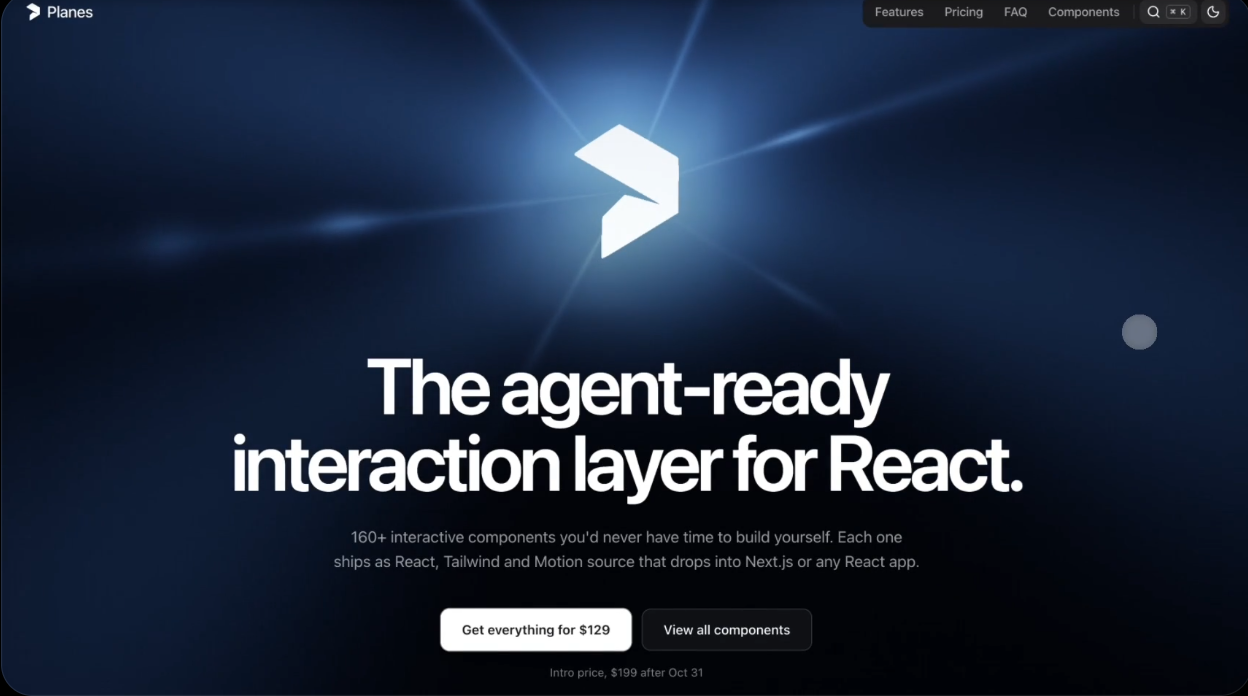 Planes
Features Pricing FAQ Components ⌘ K
The agent-ready
interaction layer for React.
160+ interactive components you'd never have time to build yourself. Each one
ships as React, Tailwind and Motion source that drops into Next.js or any React app.
Get everything for $129 View all components
Intro price, $199 after Oct 31